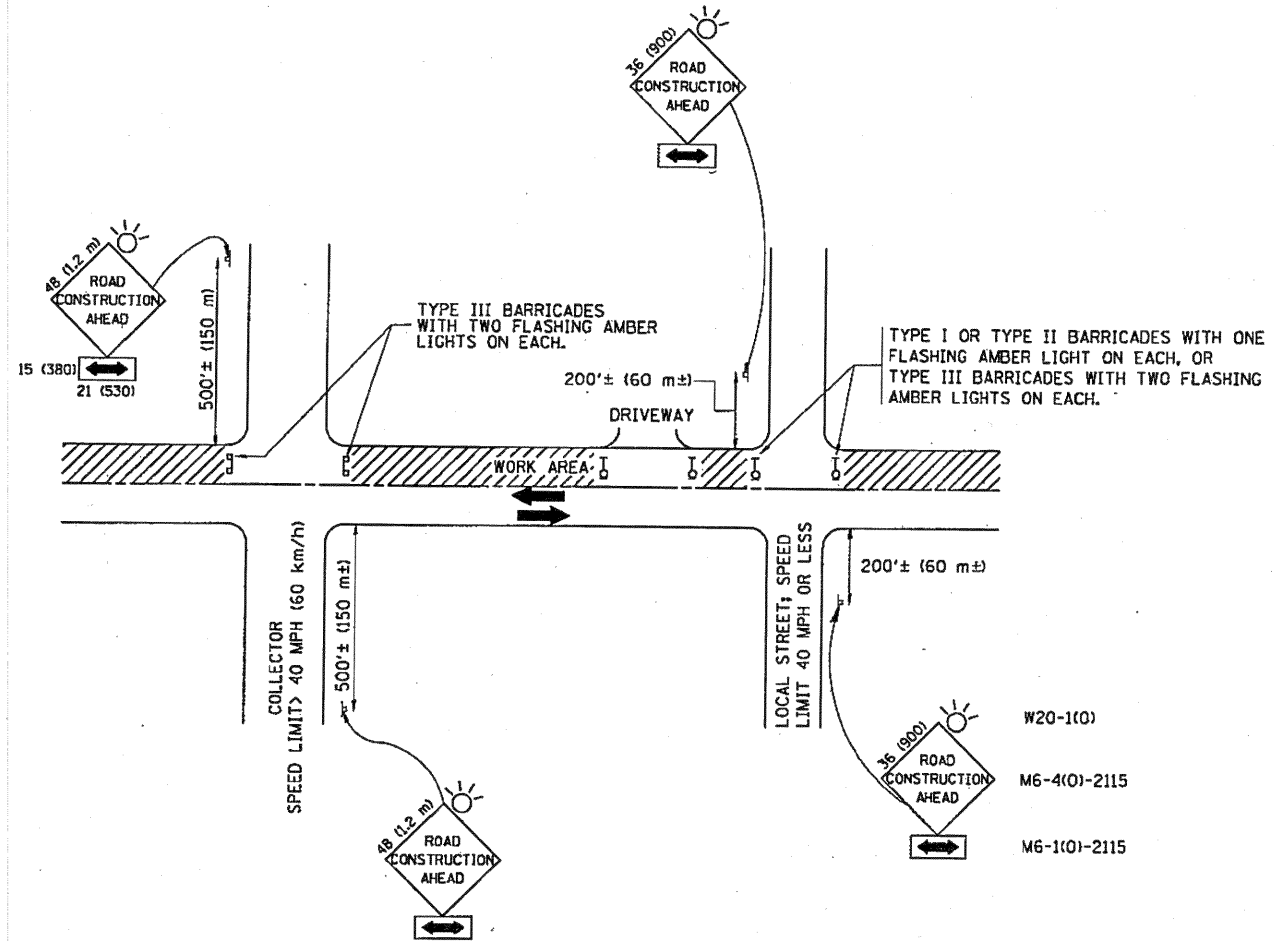 36 (900)
ROAD
CONSTRUCTION
AHEAD
48 (1.2 m)
ROAD
CONSTRUCTION
AHEAD
15 (380)
21 (530)
500'± (150 m)
TYPE III BARRICADES
WITH TWO FLASHING AMBER
LIGHTS ON EACH.
200'± (60 m±)
DRIVEWAY
TYPE I OR TYPE II BARRICADES WITH ONE
FLASHING AMBER LIGHT ON EACH, OR
TYPE III BARRICADES WITH TWO FLASHING
AMBER LIGHTS ON EACH.
WORK AREA
COLLECTOR
SPEED LIMIT> 40 MPH (60 km/h)
500'± (150 m±)
LOCAL STREET; SPEED
LIMIT 40 MPH OR LESS
200'± (60 m±)
48 (1.2 m)
ROAD
CONSTRUCTION
AHEAD
36 (900)
ROAD
CONSTRUCTION
AHEAD
W20-1(O)
M6-4(O)-2115
M6-1(O)-2115